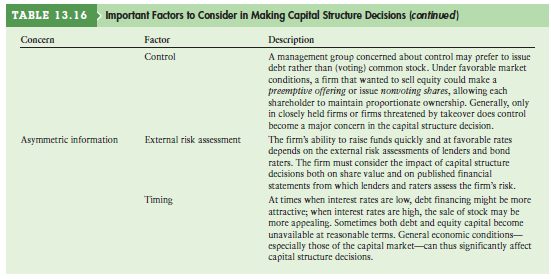 TABLE 13.16 Important Factors to Consider in Making Capital Structure Decisions (continued)
Concern Factor Description
Control A management group concerned about control may prefer to issue
debt rather than (voting) common stock. Under favorable market
conditions, a firm that wanted to sell equity could make a
preemptive offering or issue nonvoting shares, allowing each
shareholder to maintain proportionate ownership. Generally, only
in closely held firms or firms threatened by takeover does control
become a major concern in the capital structure decision.
Asymmetric information External risk assessment The firm's ability to raise funds quickly and at favorable rates
depends on the external risk assessments of lenders and bond
raters. The firm must consider the impact of capital structure
decisions both on share value and on published financial
statements from which lenders and raters assess the firm's risk.
Timing At times when interest rates are low, debt financing might be more
attractive; when interest rates are high, the sale of stock may be
more appealing. Sometimes both debt and equity capital become
unavailable at reasonable terms. General economic conditions—
especially those of the capital market—can thus significantly affect
capital structure decisions.